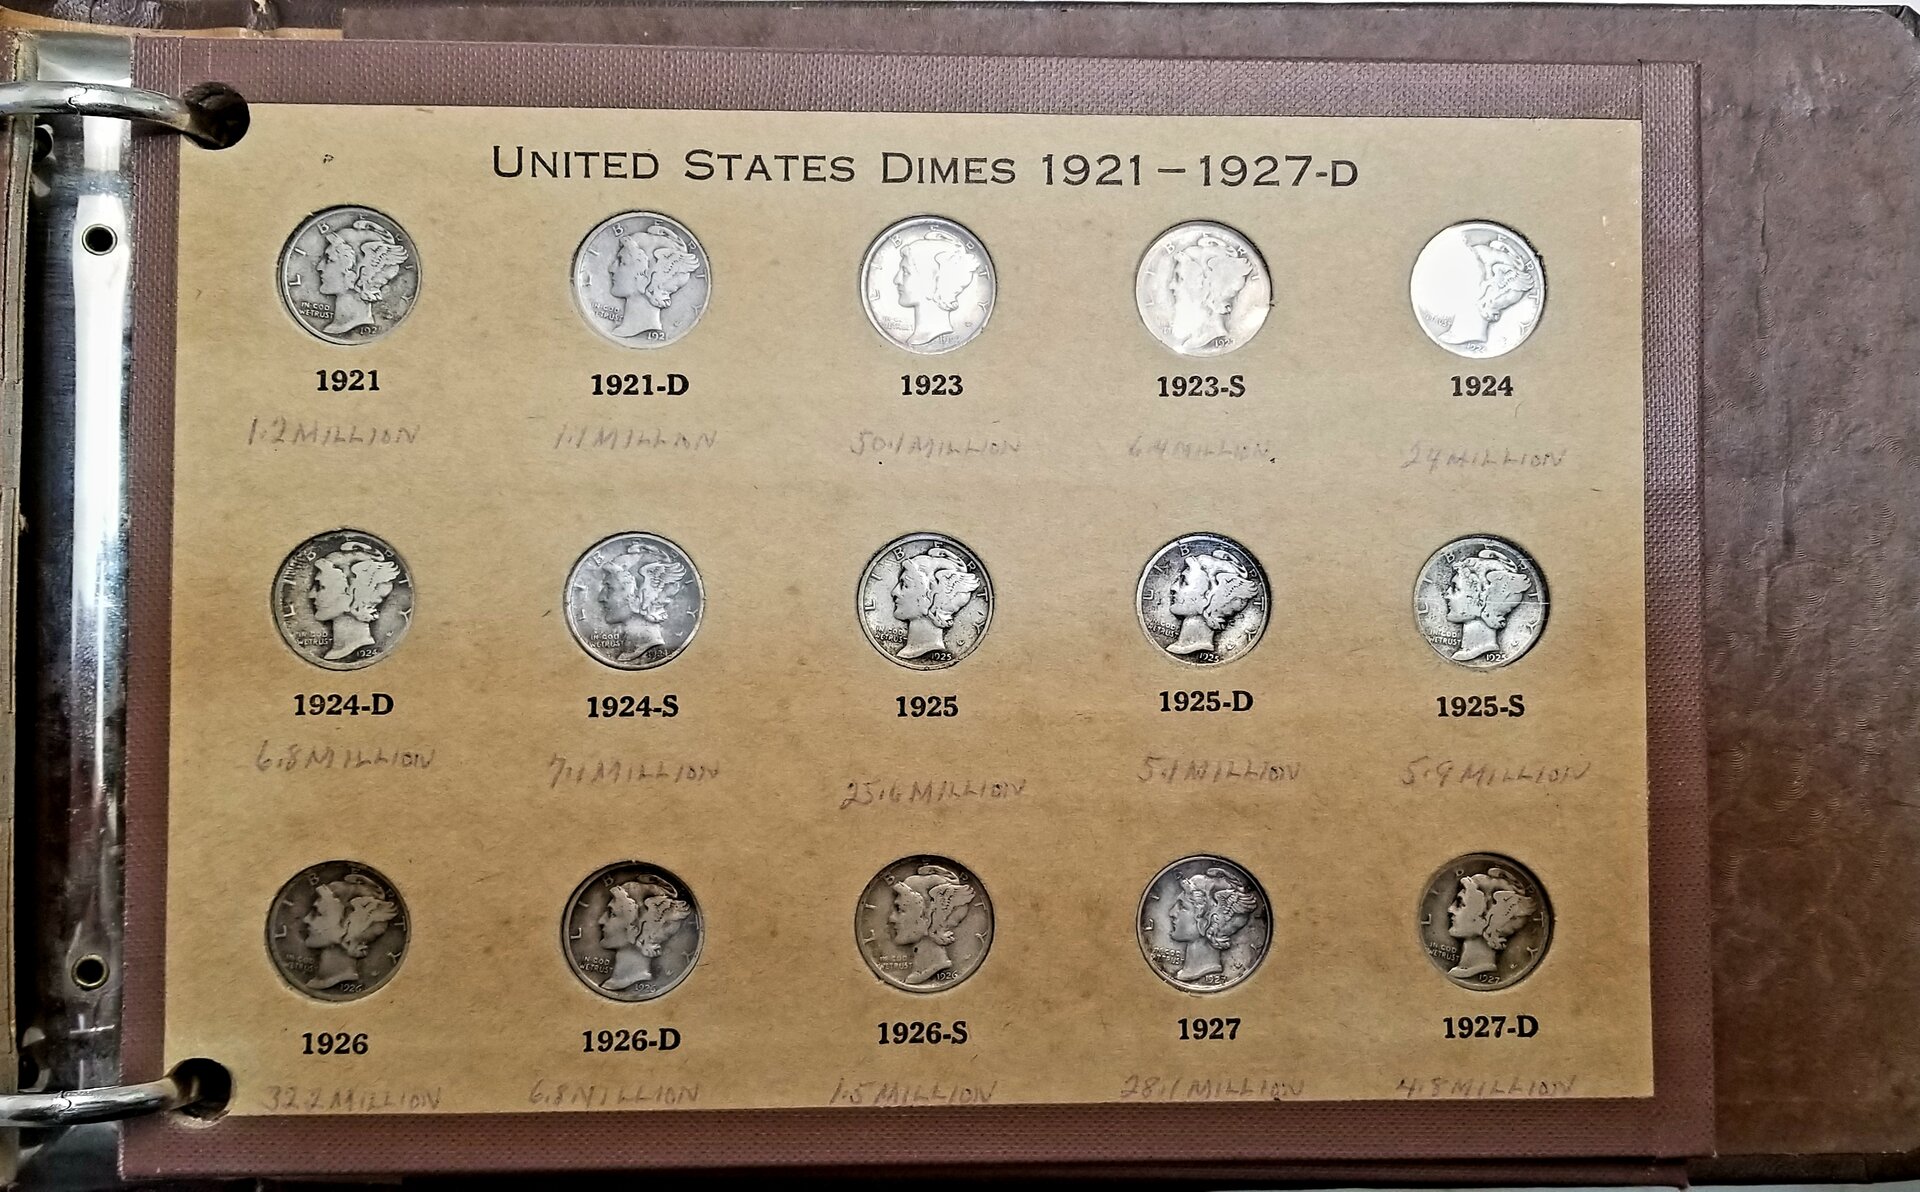 UNITED STATES DIMES 1921–1927-D
1921 1921-D 1923 1923-S 1924
1.2 MILLION 1.1 MILLION 50.1 MILLION 6.4 MILLION 24 MILLION
1924-D 1924-S 1925 1925-D 1925-S
6.8 MILLION 7.1 MILLION 25.6 MILLION 5.1 MILLION 5.9 MILLION
1926 1926-D 1926-S 1927 1927-D
32.2 MILLION 6.8 MILLION 1.5 MILLION 28.1 MILLION 4.8 MILLION